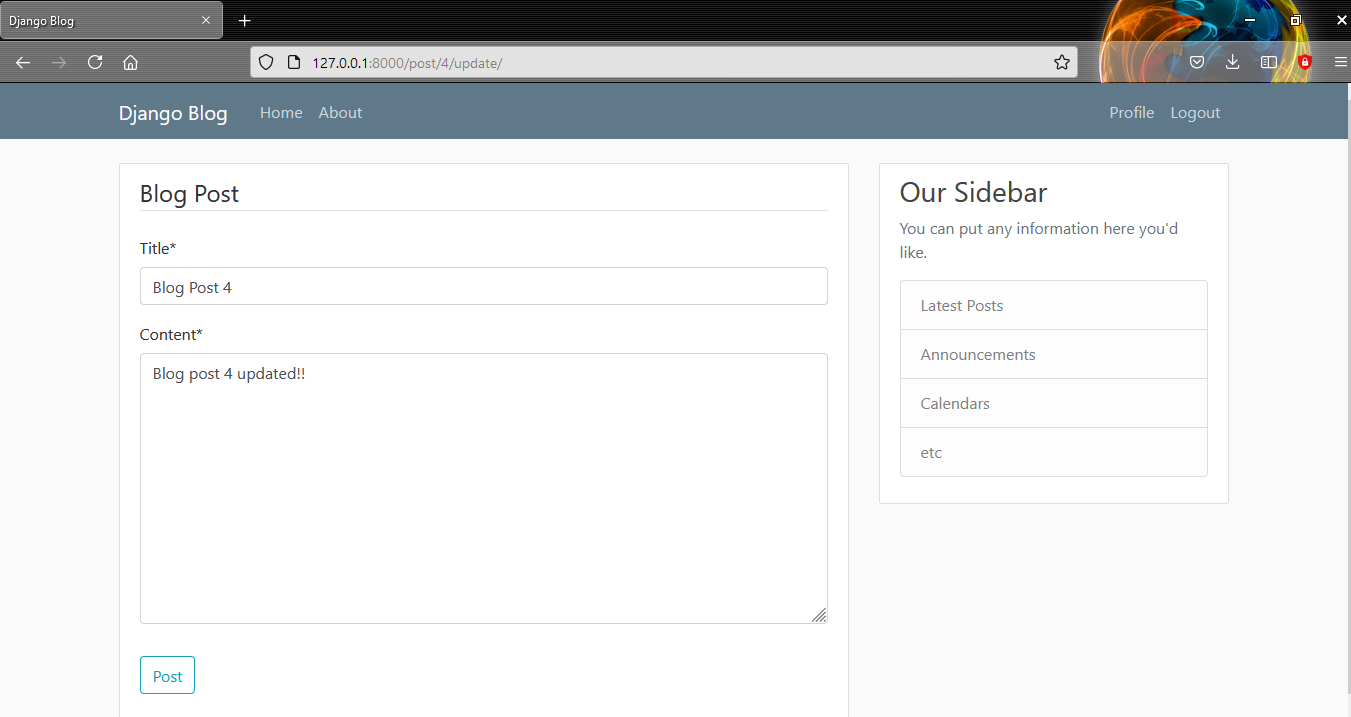 Django Blog
127.0.0.1:8000/post/4/update/
Django Blog Home About Profile Logout
Blog Post
Title*
Blog Post 4
Content*
Blog post 4 updated!!
Post
Our Sidebar
You can put any information here you'd
like.
Latest Posts
Announcements
Calendars
etc